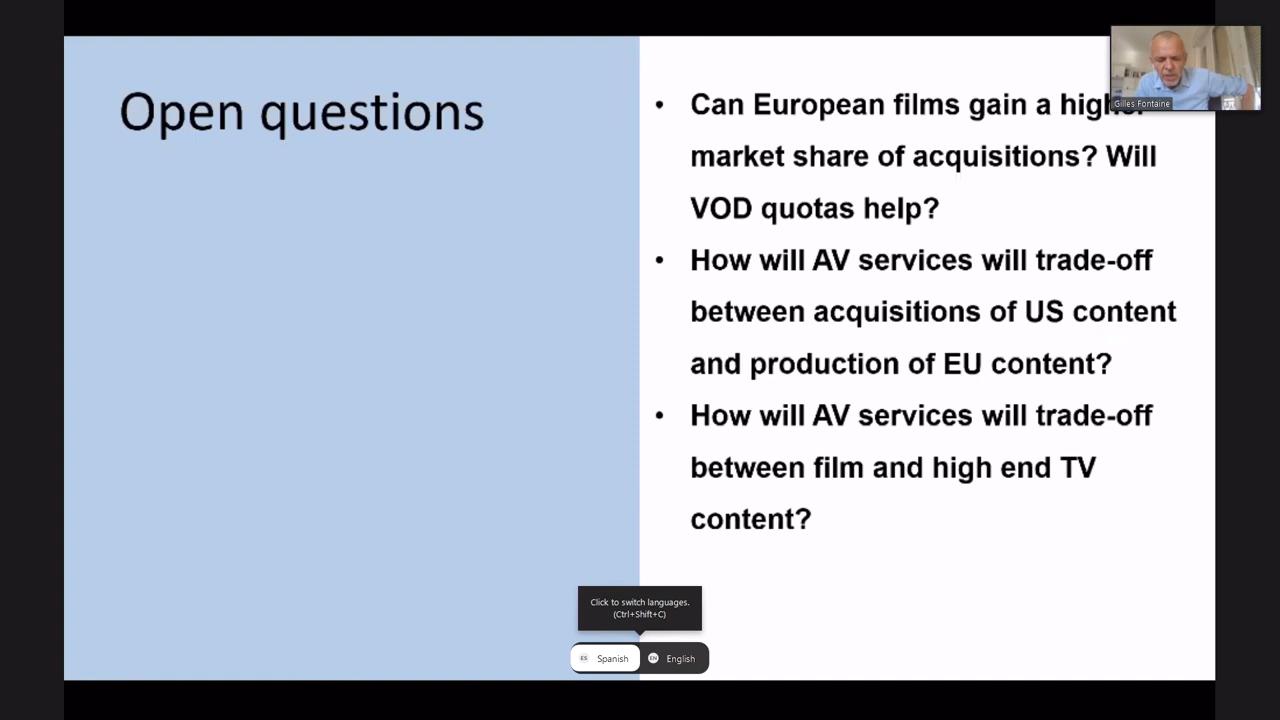 Open questions
• Can European films gain a
market share of acquisitions? Will
VOD quotas help?
• How will AV services will trade-off
between acquisitions of US content
and production of EU content?
• How will AV services will trade-off
between film and high end TV
content?
Gilles Fontaine
Click to switch languages.
(Ctrl+Shift+C)
ES Spanish
EN English